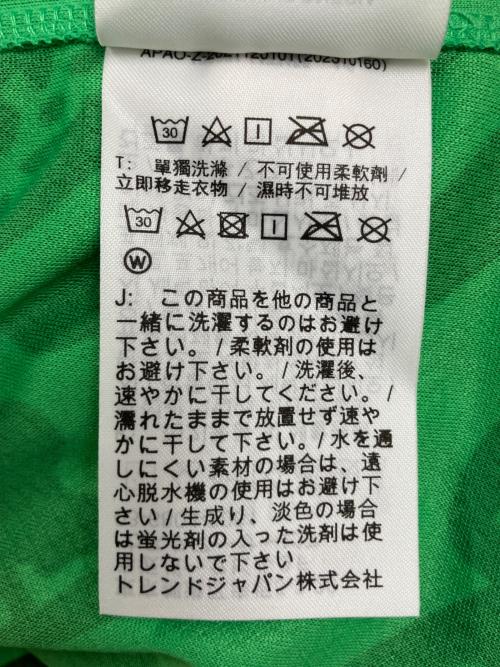 30
T: 單獨洗滌 / 不可使用柔軟劑 /
立即移走衣物 / 濕時不可堆放
30
W
J: この商品を他の商品と
一緒に洗濯するのはお避け
下さい。 / 柔軟剤の使用は
お避け下さい。 / 洗濯後、
速やかに干してください。 /
濡れたままで放置せず速や
かに干して下さい。/ 水を通
しにくい素材の場合は、遠
心脱水機の使用はお避け下
さい / 生成り、淡色の場合
は蛍光剤の入った洗剤は使
用しないで下さい
トレンドジャパン株式会社